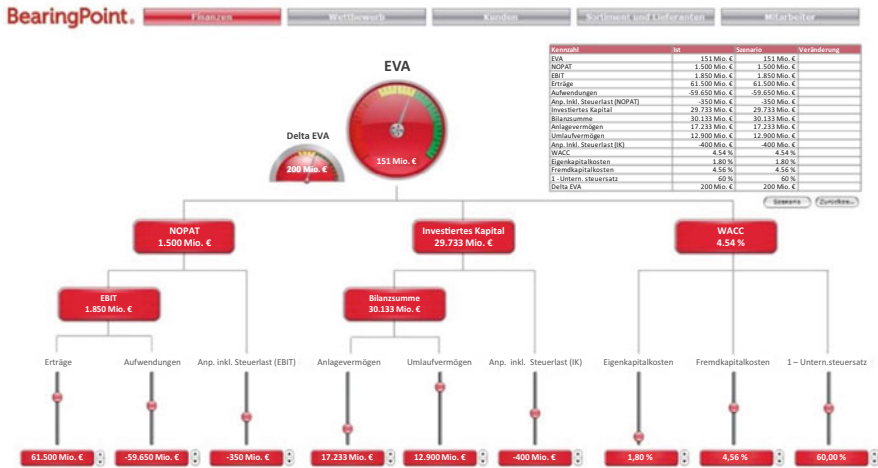 BearingPoint.
Finanzen
Wettbewerb
Kunden
Sortiment und Lieferanten
Mitarbeiter
EVA
151 Mio. €
Delta EVA
200 Mio. €
Kennzahl Ist Szenario Veränderung
EVA 151 Mio. € 151 Mio. €
NOPAT 1.500 Mio. € 1.500 Mio. €
EBIT 1.850 Mio. € 1.850 Mio. €
Erträge 61.500 Mio. € 61.500 Mio. €
Aufwendungen -59.650 Mio. € -59.650 Mio. €
Anp. Inkl. Steuerlast (NOPAT) -350 Mio. € -350 Mio. €
Investiertes Kapital 29.733 Mio. € 29.733 Mio. €
Bilanzsumme 30.133 Mio. € 30.133 Mio. €
Anlagevermögen 17.233 Mio. € 17.233 Mio. €
Umlaufvermögen 12.900 Mio. € 12.900 Mio. €
Anp. Inkl. Steuerlast (IK) -400 Mio. € -400 Mio. €
WACC 4.54 % 4.54 %
Eigenkapitalkosten 1.80 % 1.80 %
Fremdkapitalkosten 4.56 % 4.56 %
1 - Untern. steuersatz 60 % 60 %
Delta EVA 200 Mio. € 200 Mio. €
Szenario
Zurückse...
NOPAT
1.500 Mio. €
Investiertes Kapital
29.733 Mio. €
WACC
4.54 %
EBIT
1.850 Mio. €
Bilanzsumme
30.133 Mio. €
Erträge
Aufwendungen
Anp. inkl. Steuerlast (EBIT)
Anlagevermögen
Umlaufvermögen
Anp. inkl. Steuerlast (IK)
Eigenkapitalkosten
Fremdkapitalkosten
1 – Untern.steuersatz
61.500 Mio. €
-59.650 Mio. €
-350 Mio. €
17.233 Mio. €
12.900 Mio. €
-400 Mio. €
1,80 %
4,56 %
60,00 %